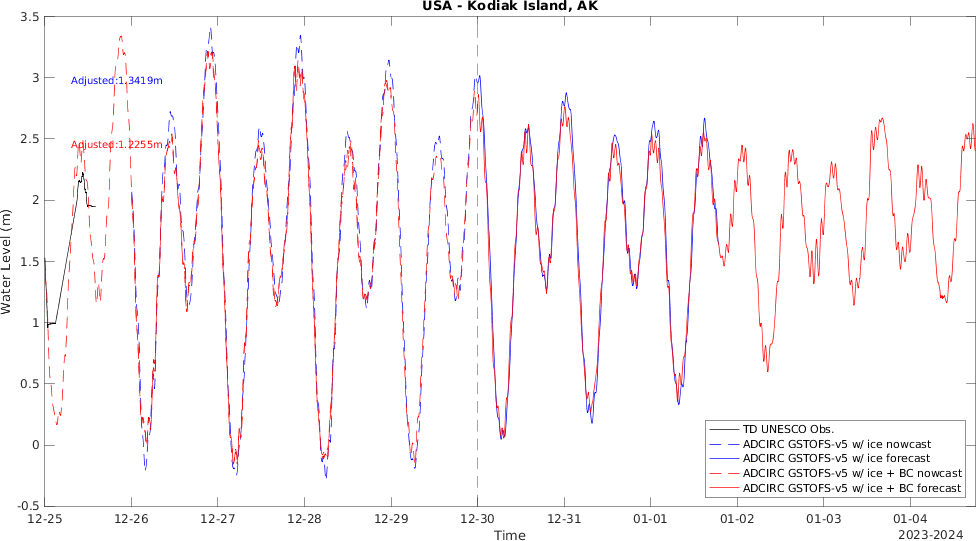 USA - Kodiak Island, AK
3.5
3
2.5
2
1.5
1
0.5
0
-0.5
Water Level (m)
Adjusted:1.3419m
Adjusted:1.2255m
TD UNESCO Obs.
ADCIRC GSTOFS-v5 w/ ice nowcast
ADCIRC GSTOFS-v5 w/ ice forecast
ADCIRC GSTOFS-v5 w/ ice + BC nowcast
ADCIRC GSTOFS-v5 w/ ice + BC forecast
12-25 12-26 12-27 12-28 12-29 12-30 12-31 01-01 01-02 01-03 01-04
Time
2023-2024